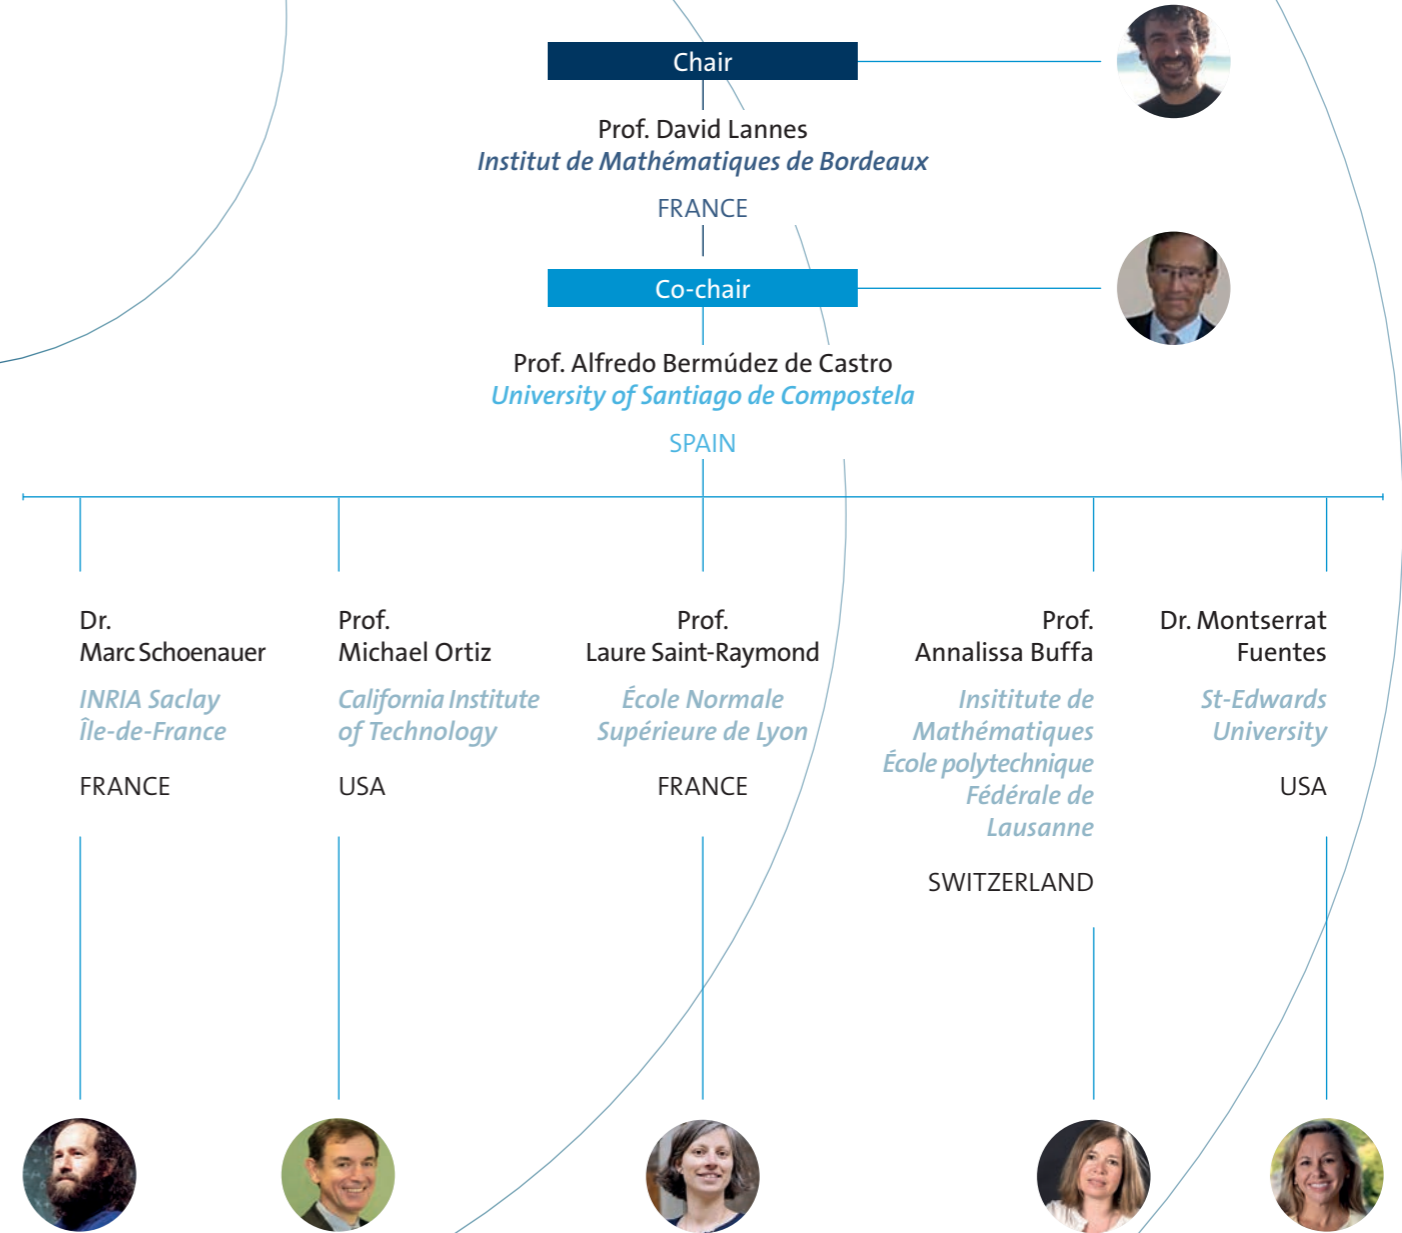 Chair
Prof. David Lannes
Institut de Mathématiques de Bordeaux
FRANCE
Co-chair
Prof. Alfredo Bermúdez de Castro
University of Santiago de Compostela
SPAIN
Dr.
Marc Schoenauer
INRIA Saclay
Île-de-France
FRANCE
Prof.
Michael Ortiz
California Institute
of Technology
USA
Prof.
Laure Saint-Raymond
École Normale
Supérieure de Lyon
FRANCE
Prof.
Annalissa Buffa
Insititute de
Mathématiques
École polytechnique
Fédérale de
Lausanne
SWITZERLAND
Dr. Montserrat
Fuentes
St-Edwards
University
USA